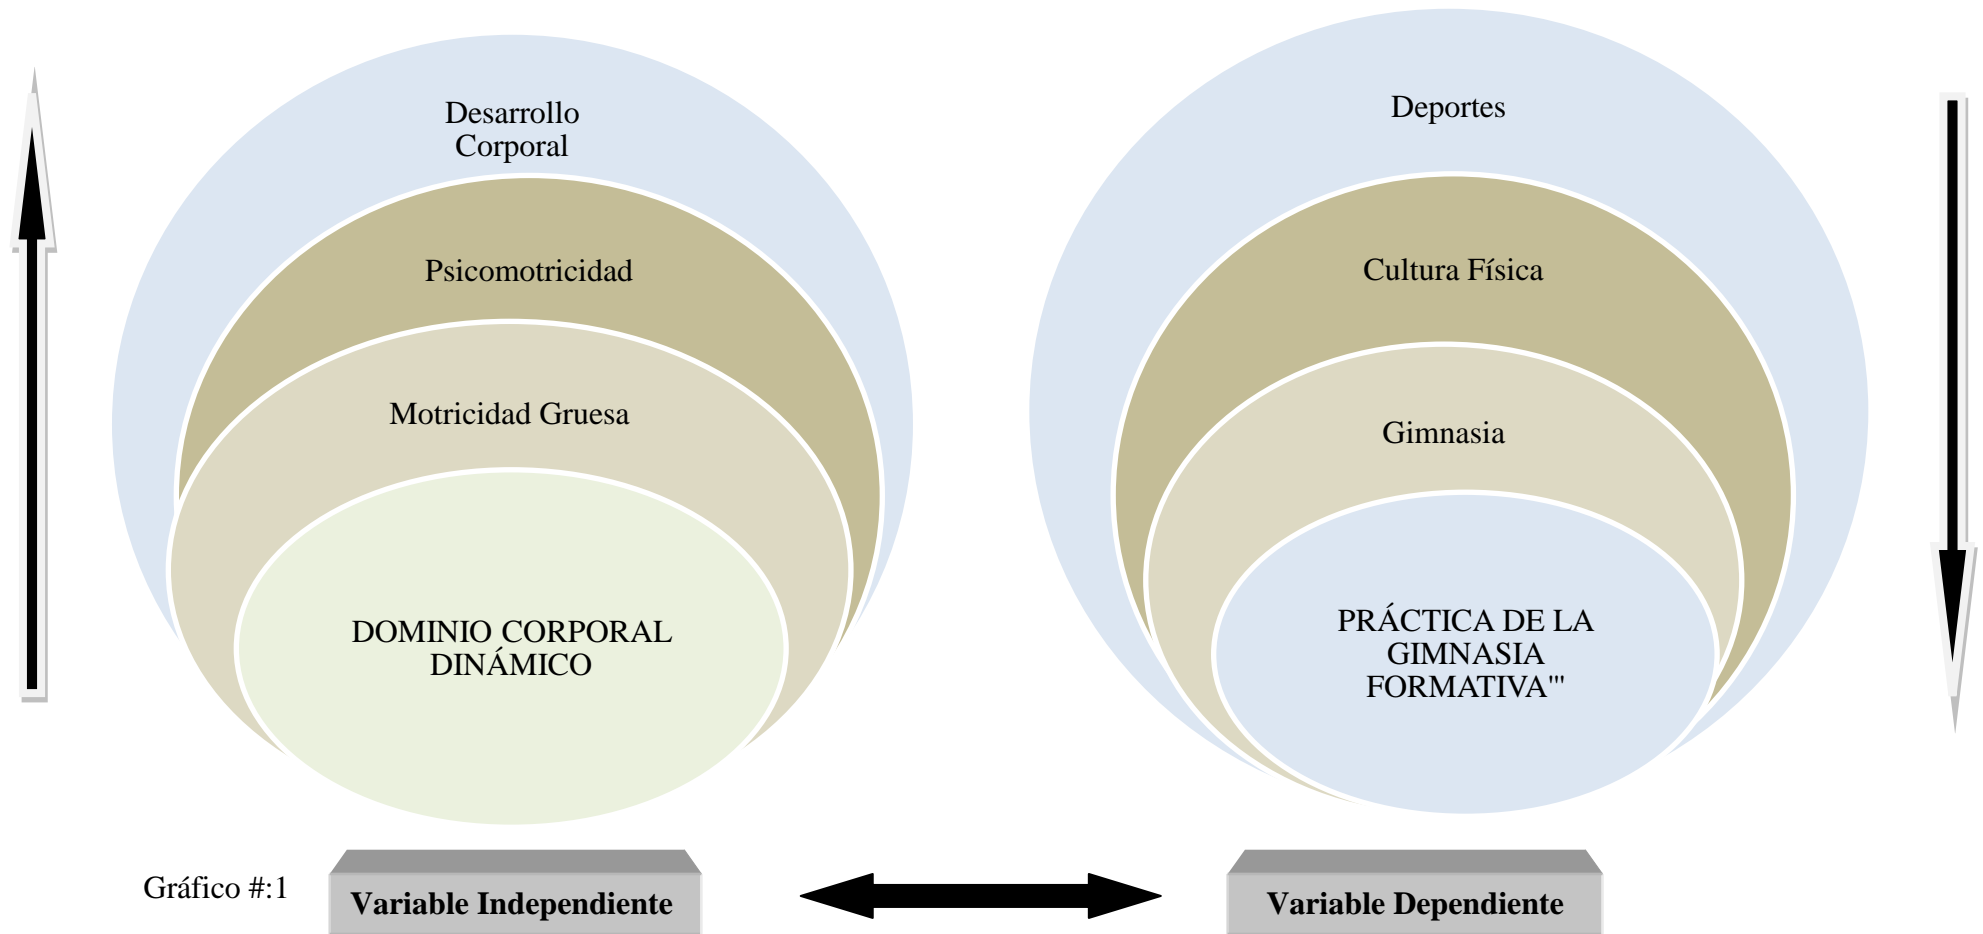 Desarrollo
Corporal
Psicomotricidad
Motricidad Gruesa
DOMINIO CORPORAL
DINÁMICO
Deportes
Cultura Física
Gimnasia
PRÁCTICA DE LA
GIMNASIA
FORMATIVA"'
Gráfico #:1
Variable Independiente
Variable Dependiente